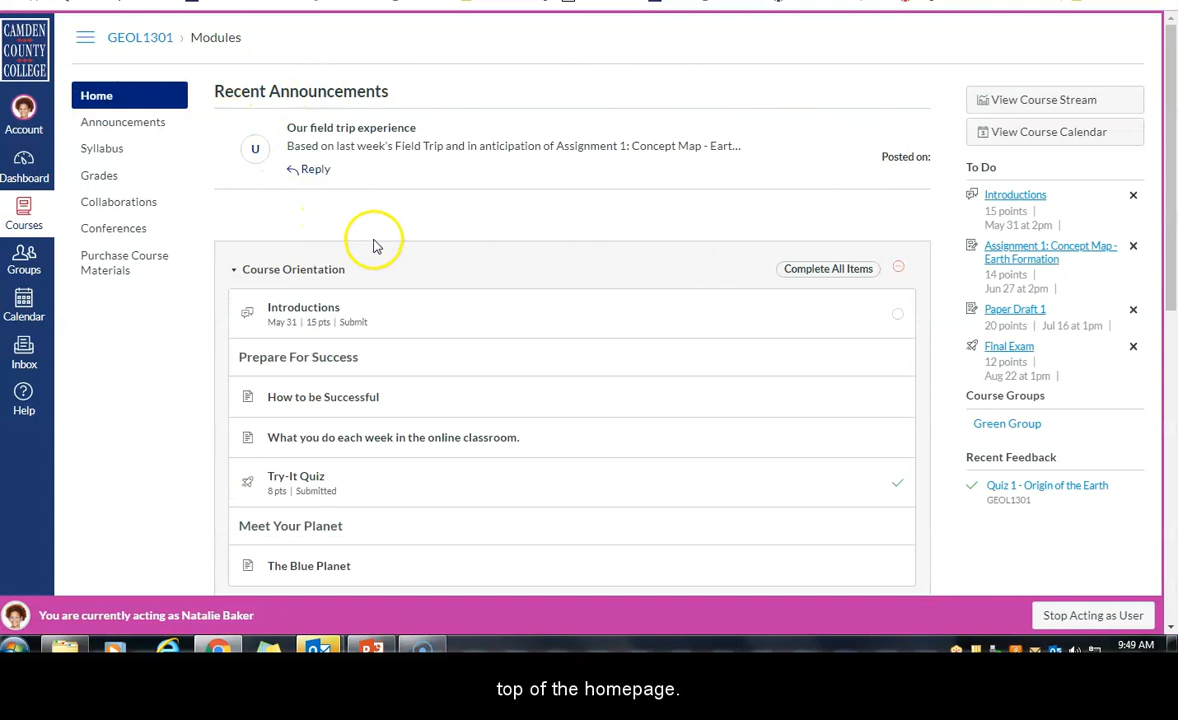 CAMDEN
COUNTY
COLLEGE
GEOL1301 › Modules
Account
Dashboard
Courses
Groups
Calendar
Inbox
Help
Home
Announcements
Syllabus
Grades
Collaborations
Conferences
Purchase Course
Materials
Recent Announcements
U
Our field trip experience
Based on last week's Field Trip and in anticipation of Assignment 1: Concept Map - Eart...
Reply
Posted on:
Course Orientation
Complete All Items
Introductions
May 31 | 15 pts | Submit
Prepare For Success
How to be Successful
What you do each week in the online classroom.
Try-It Quiz
8 pts | Submitted
Meet Your Planet
The Blue Planet
View Course Stream
View Course Calendar
To Do
Introductions
15 points |
May 31 at 2pm |
Assignment 1: Concept Map -
Earth Formation
14 points |
Jun 27 at 2pm |
Paper Draft 1
20 points | Jul 16 at 1pm |
Final Exam
12 points |
Aug 22 at 1pm |
Course Groups
Green Group
Recent Feedback
Quiz 1 - Origin of the Earth
GEOL1301
You are currently acting as Natalie Baker
Stop Acting as User
9:49 AM
top of the homepage.